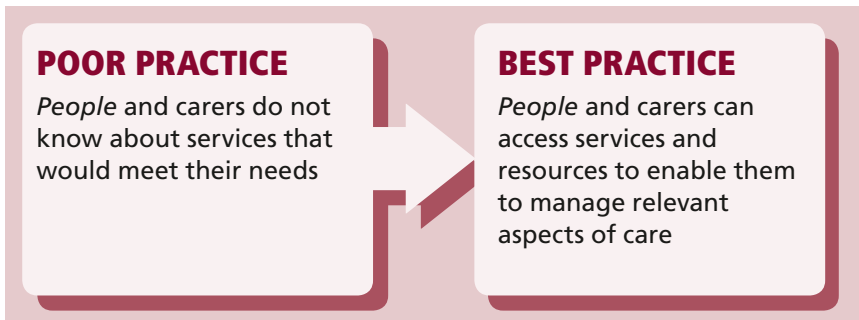 POOR PRACTICE
People and carers do not
know about services that
would meet their needs
BEST PRACTICE
People and carers can
access services and
resources to enable them
to manage relevant
aspects of care